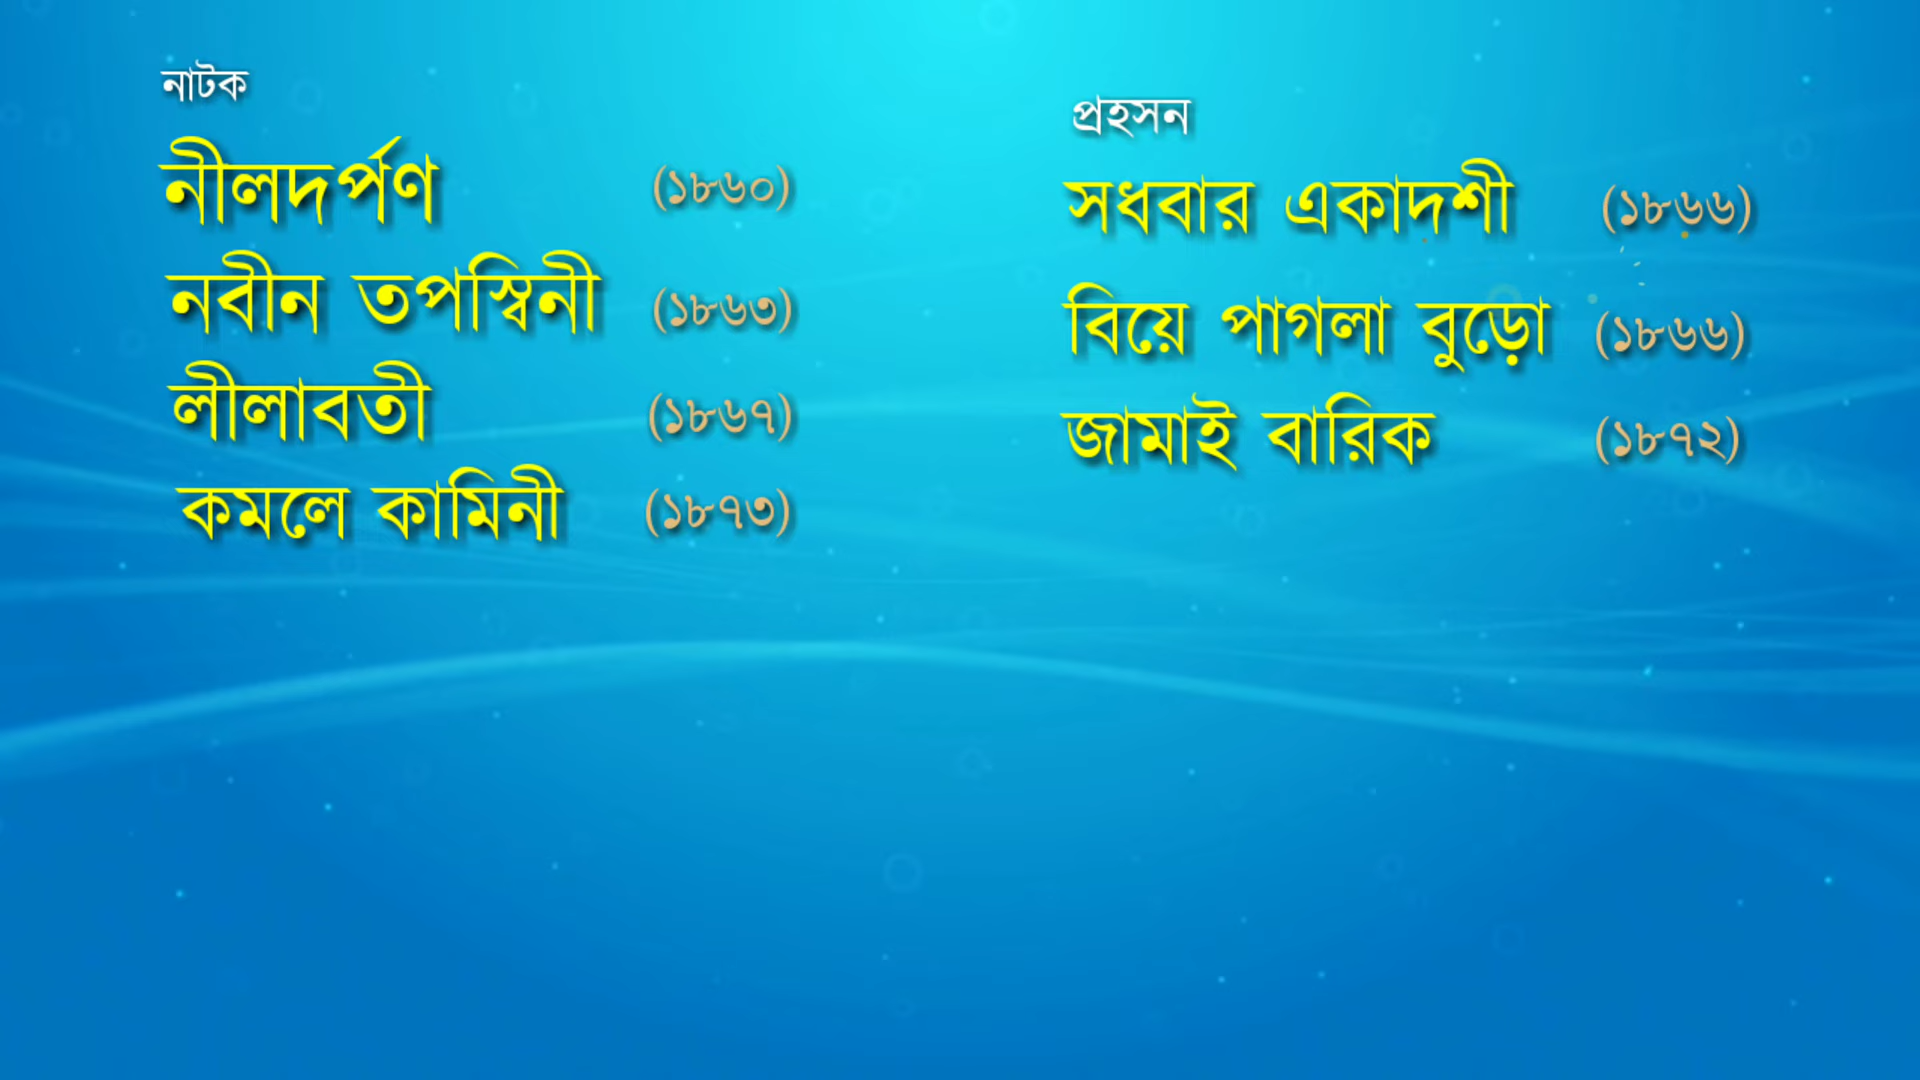 নাটক
নীলদর্পণ (১৮৬০)
নবীন তপস্বিনী (১৮৬৩)
লীলাবতী (১৮৬৭)
কমলে কামিনী (১৮৭৩)
প্রহসন
সধবার একাদশী (১৮৬৬)
বিয়ে পাগলা বুড়ো (১৮৬৬)
জামাই বারিক (১৮৭২)